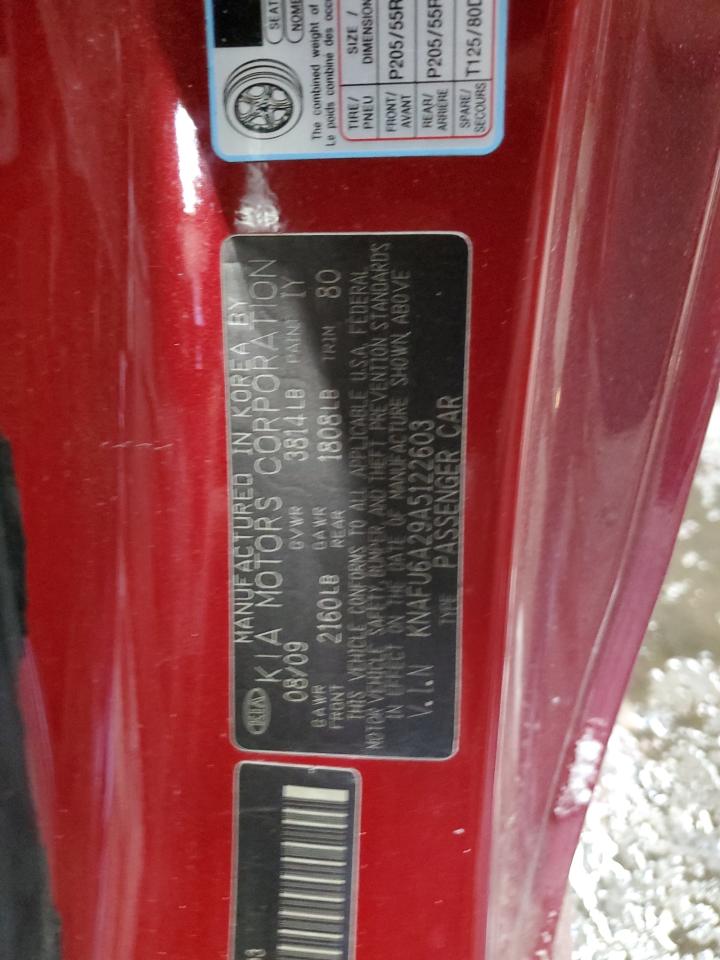 SEAT
The combined weight of
Le poids combiné des occ
TIRE/ PNEU
SIZE / DIMENSION
FRONT/ AVANT
P205/55R
REAR/ ARRIÈRE
P205/55R
SPARE/ SECOURS
T125/80D
MANUFACTURED IN KOREA BY
KIA KIA MOTORS CORPORATION
08/09 GVWR 3814LB PAINT IY
GAWR FRONT 2160LB GAWR REAR 1808LB TRIM 80
THIS VEHICLE CONFORMS TO ALL APPLICABLE U.S.A. FEDERAL
MOTOR VEHICLE SAFETY, BUMPER AND THEFT PREVENTION STANDARDS
IN EFFECT ON THE DATE OF MANUFACTURE SHOWN ABOVE
V.I.N KNAFU6A29A5122603
TYPE PASSENGER CAR